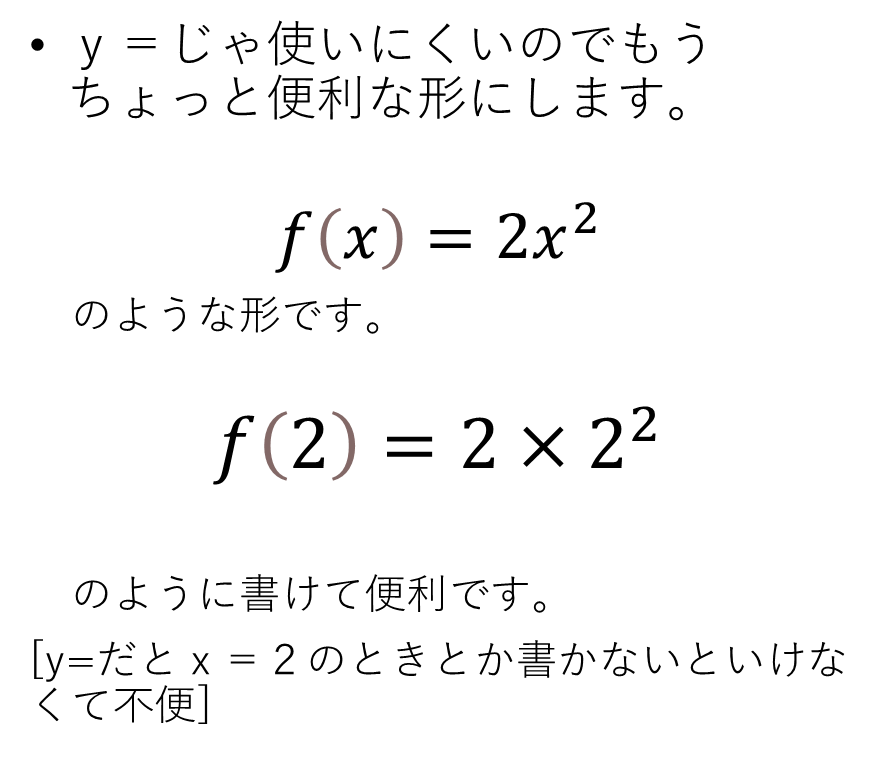 • y ＝じゃ使いにくいのでもう
ちょっと便利な形にします。
f(x) = 2x²
のような形です。
f(2) = 2 × 2²
のように書けて便利です。
[y=だと x ＝ 2 のときとか書かないといけな
くて不便]